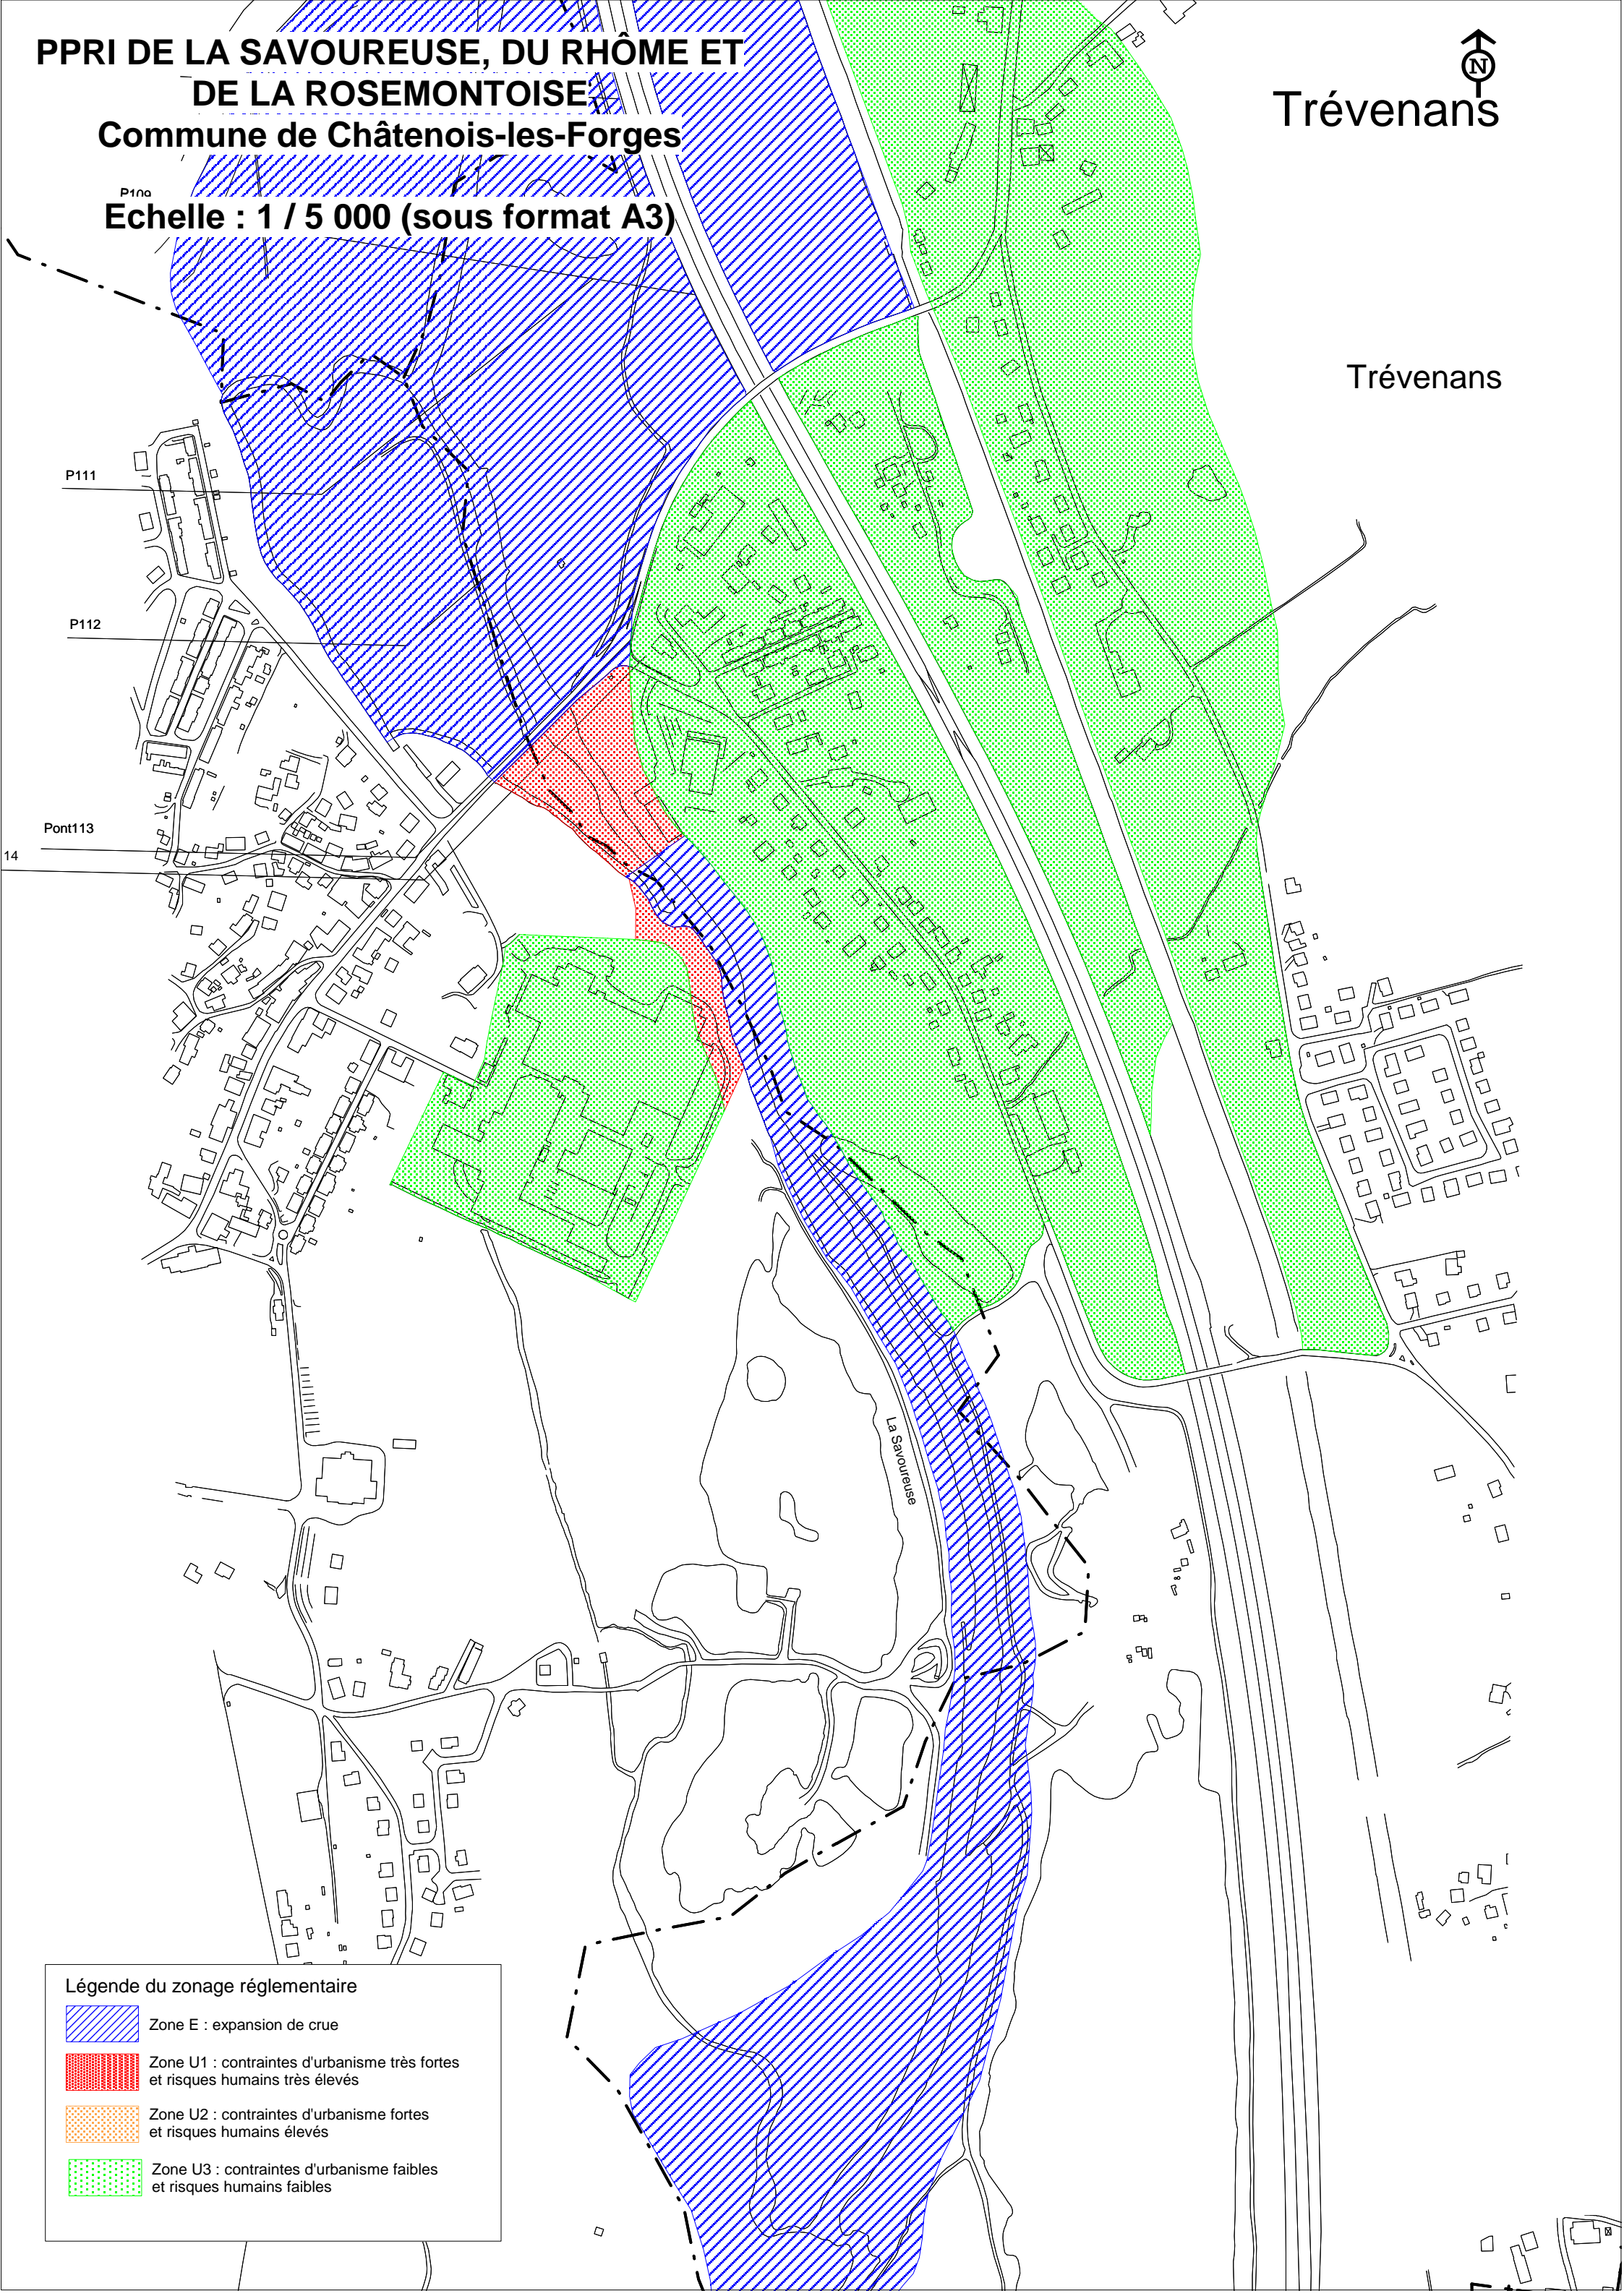 PPRI DE LA SAVOUREUSE, DU RHÔME ET
DE LA ROSEMONTOISE
Commune de Châtenois-les-Forges
P109
Echelle : 1 / 5 000 (sous format A3)
N
Trévenans
Trévenans
P111
P112
Pont113
14
La Savoureuse
Légende du zonage réglementaire
Zone E : expansion de crue
Zone U1 : contraintes d'urbanisme très fortes
et risques humains très élevés
Zone U2 : contraintes d'urbanisme fortes
et risques humains élevés
Zone U3 : contraintes d'urbanisme faibles
et risques humains faibles